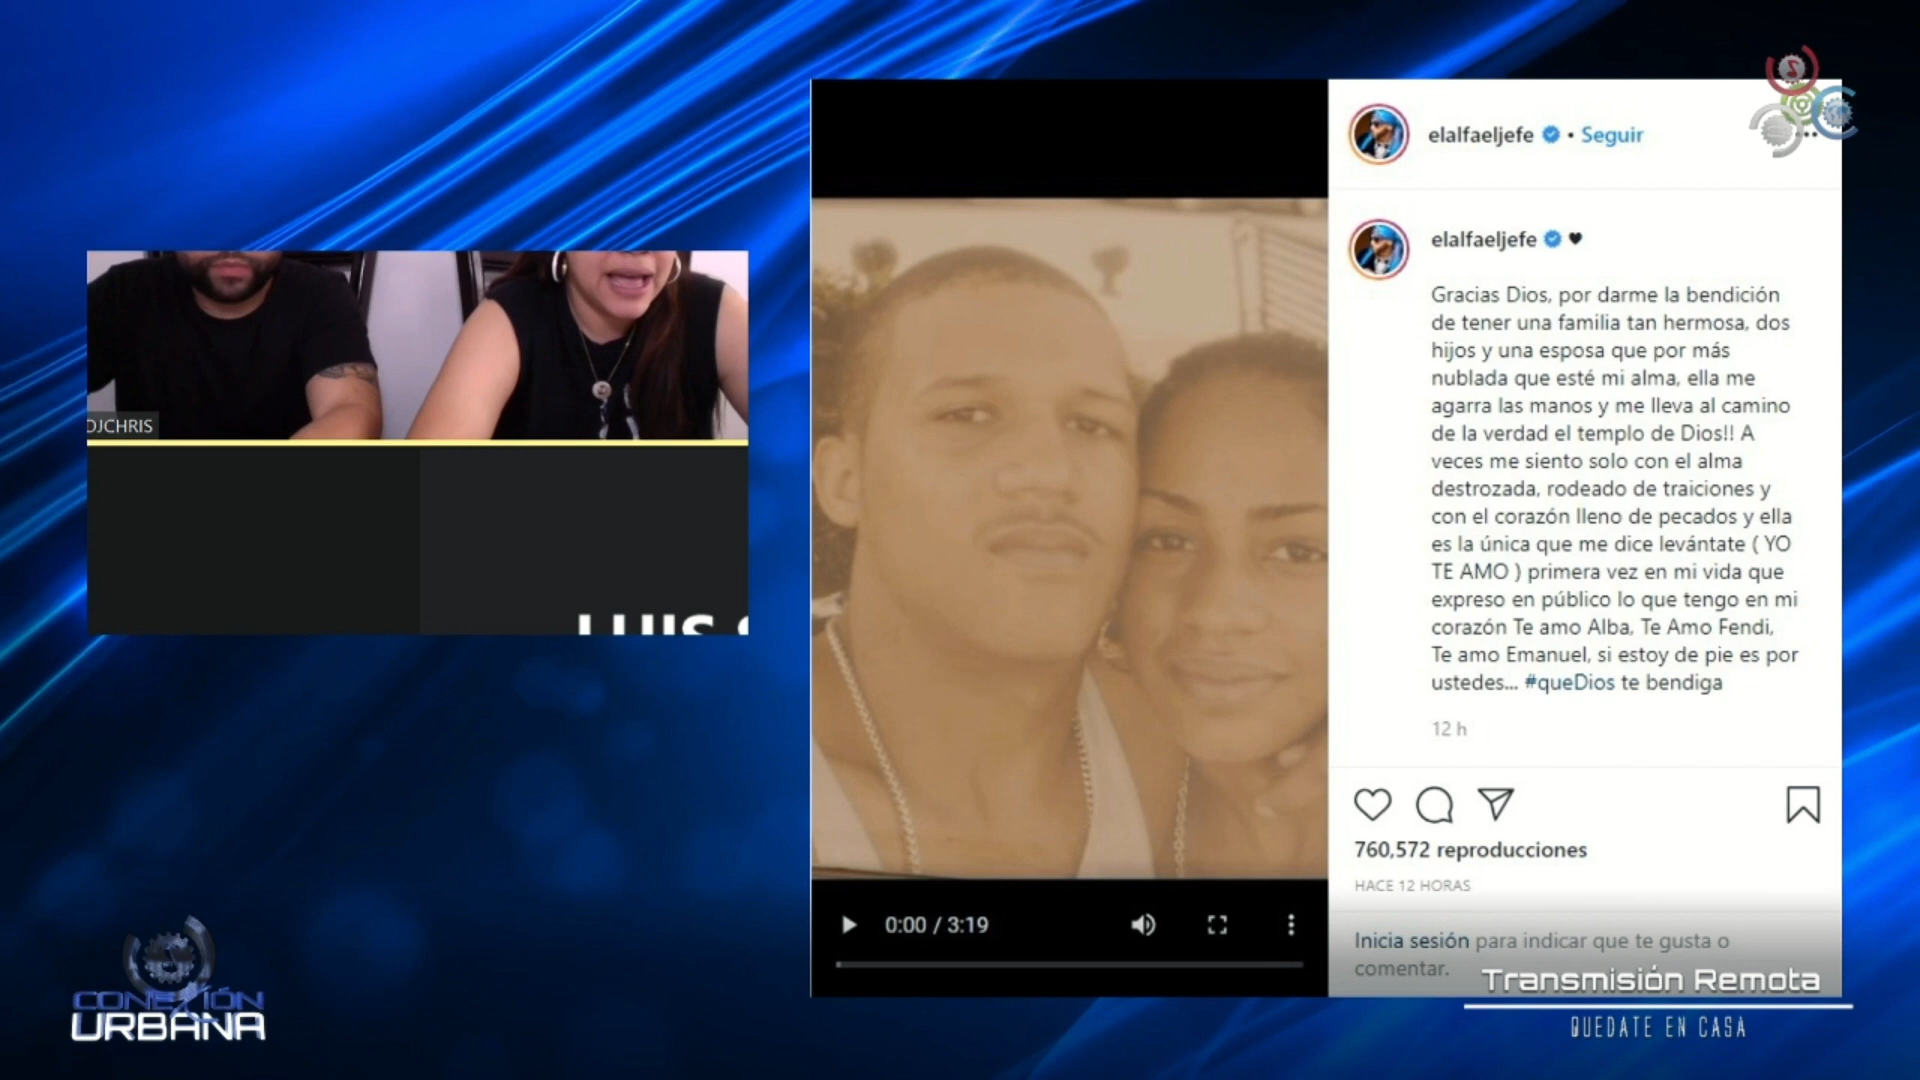 DJCHRIS
LUIS
elalfaeljefe • Seguir
elalfaeljefe
Gracias Dios, por darme la bendición
de tener una familia tan hermosa, dos
hijos y una esposa que por más
nublada que esté mi alma, ella me
agarra las manos y me lleva al camino
de la verdad el templo de Dios!! A
veces me siento solo con el alma
destrozada, rodeado de traiciones y
con el corazón lleno de pecados y ella
es la única que me dice levántate ( YO
TE AMO ) primera vez en mi vida que
expreso en público lo que tengo en mi
corazón Te amo Alba, Te Amo Fendi,
Te amo Emanuel, si estoy de pie es por
ustedes... #queDios te bendiga
12 h
760,572 reproducciones
HACE 12 HORAS
Inicia sesión para indicar que te gusta o
comentar.
0:00 / 3:19
Transmisión Remota
QUEDATE EN CASA
CONEXIÓN
URBANA